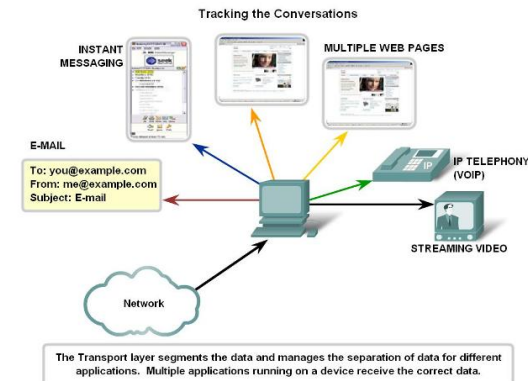 Tracking the Conversations
INSTANT
MESSAGING
MULTIPLE WEB PAGES
E-MAIL
To: you@example.com
From: me@example.com
Subject: E-mail
IP
IP TELEPHONY
(VOIP)
STREAMING VIDEO
Network
The Transport layer segments the data and manages the separation of data for different
applications. Multiple applications running on a device receive the correct data.